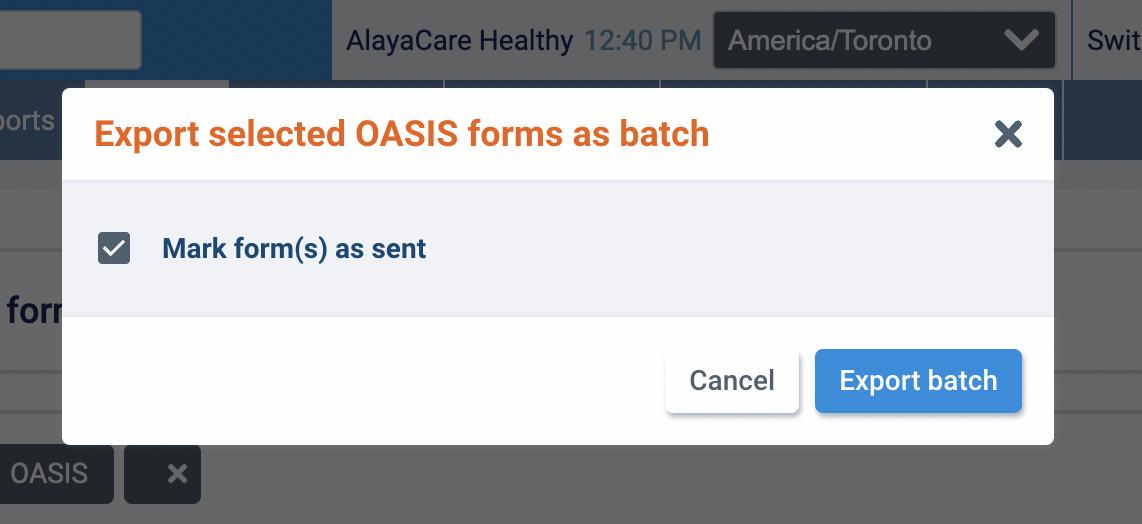 AlayaCare Healthy 12:40 PM America/Toronto
Export selected OASIS forms as batch
Mark form(s) as sent
Cancel Export batch
OASIS